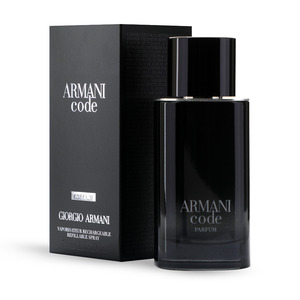 ARMANI
code
GIORGIO ARMANI
VAPORISATEUR RECHARGEABLE
REFILLABLE SPRAY
ARMANI
code
PARFUM